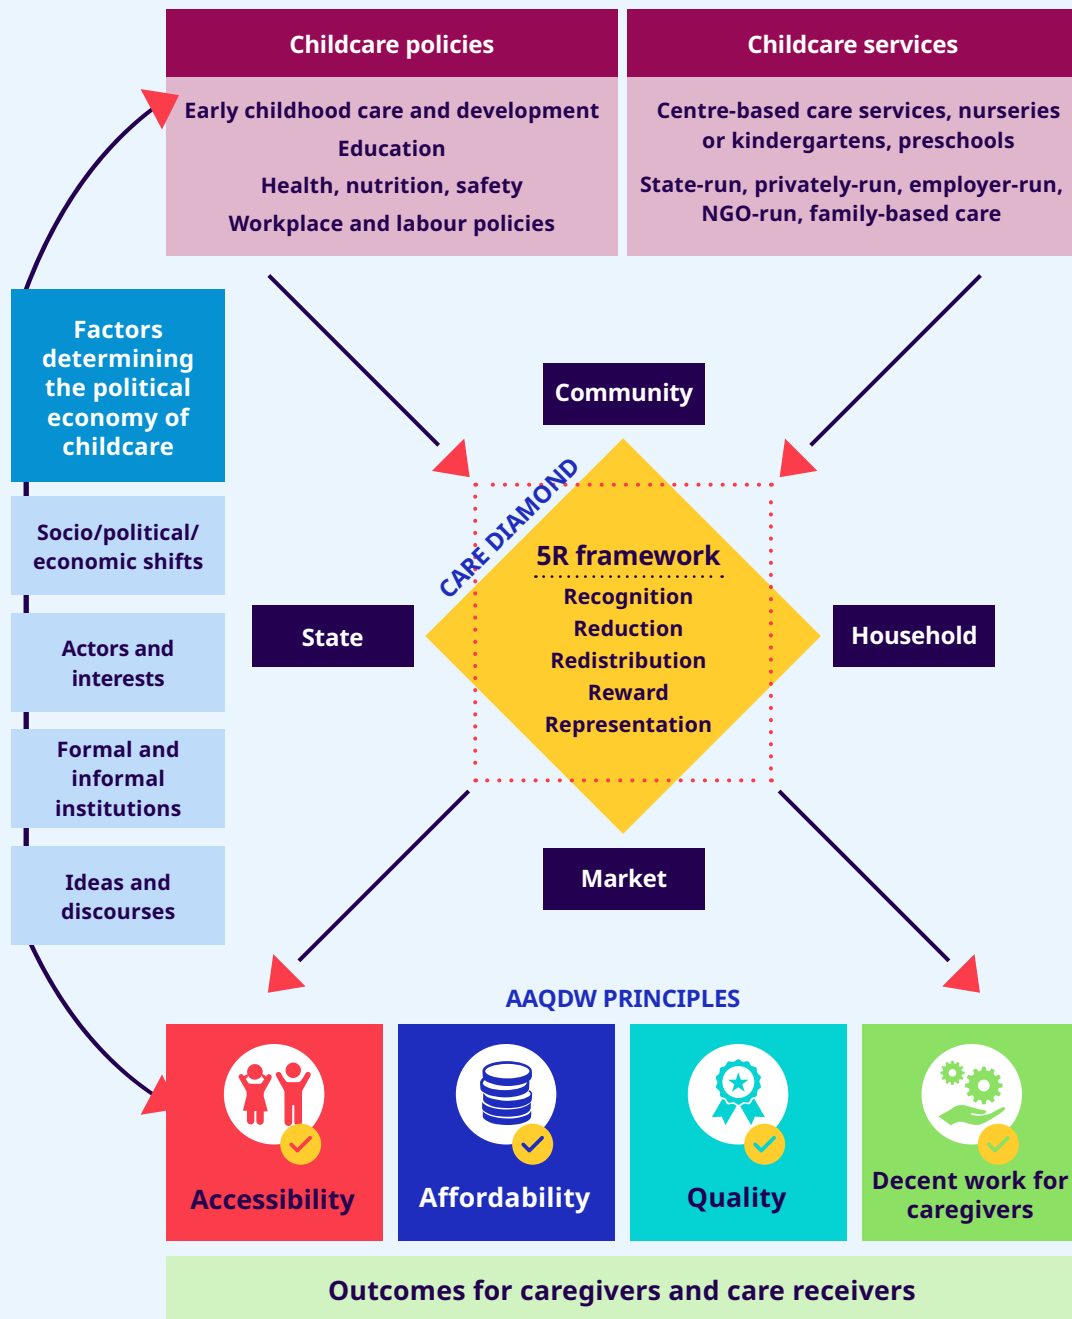 Childcare policies
Early childhood care and development
Education
Health, nutrition, safety
Workplace and labour policies
Childcare services
Centre-based care services, nurseries
or kindergartens, preschools
State-run, privately-run, employer-run,
NGO-run, family-based care
Factors
determining
the political
economy of
childcare
Socio/political/
economic shifts
Actors and
interests
Formal and
informal
institutions
Ideas and
discourses
Community
CARE DIAMOND
5R framework
Recognition
Reduction
Redistribution
Reward
Representation
State
Household
Market
AAQDW PRINCIPLES
Accessibility
Affordability
Quality
Decent work for
caregivers
Outcomes for caregivers and care receivers